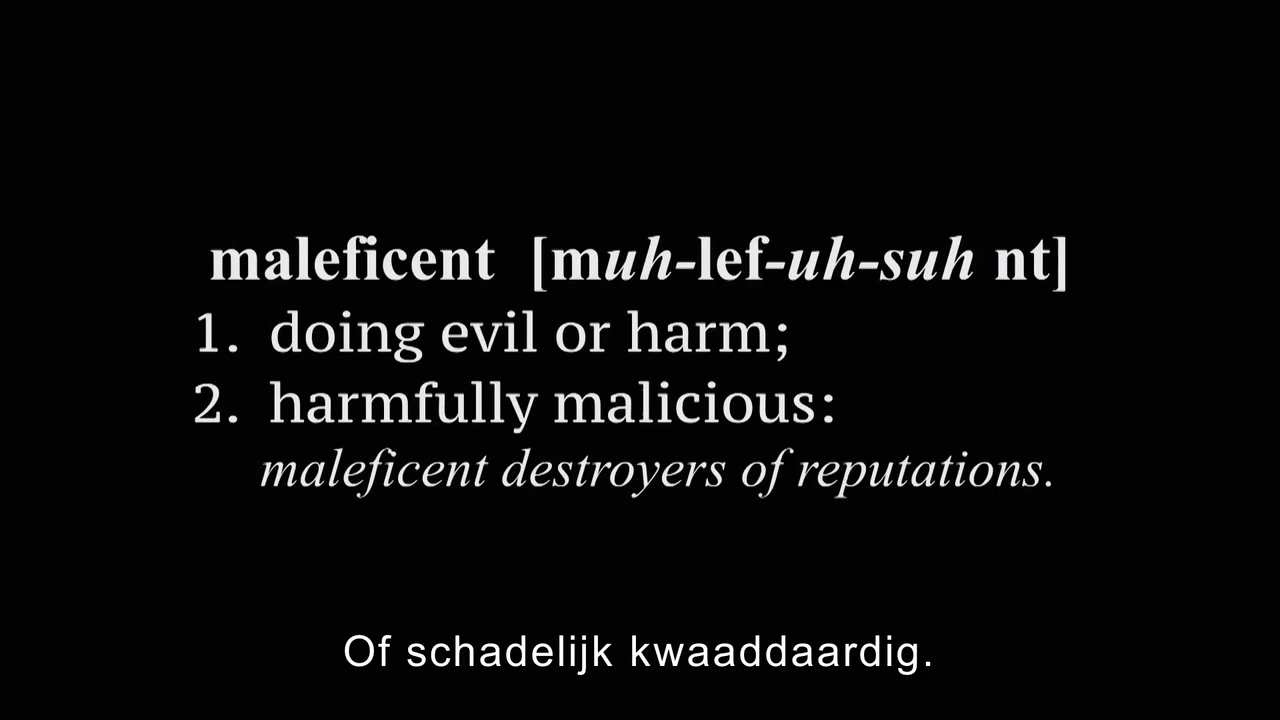 maleficent [muh-lef-uh-suh nt]
1. doing evil or harm;
2. harmfully malicious:
maleficent destroyers of reputations.
Of schadelijk kwaaddaardig.